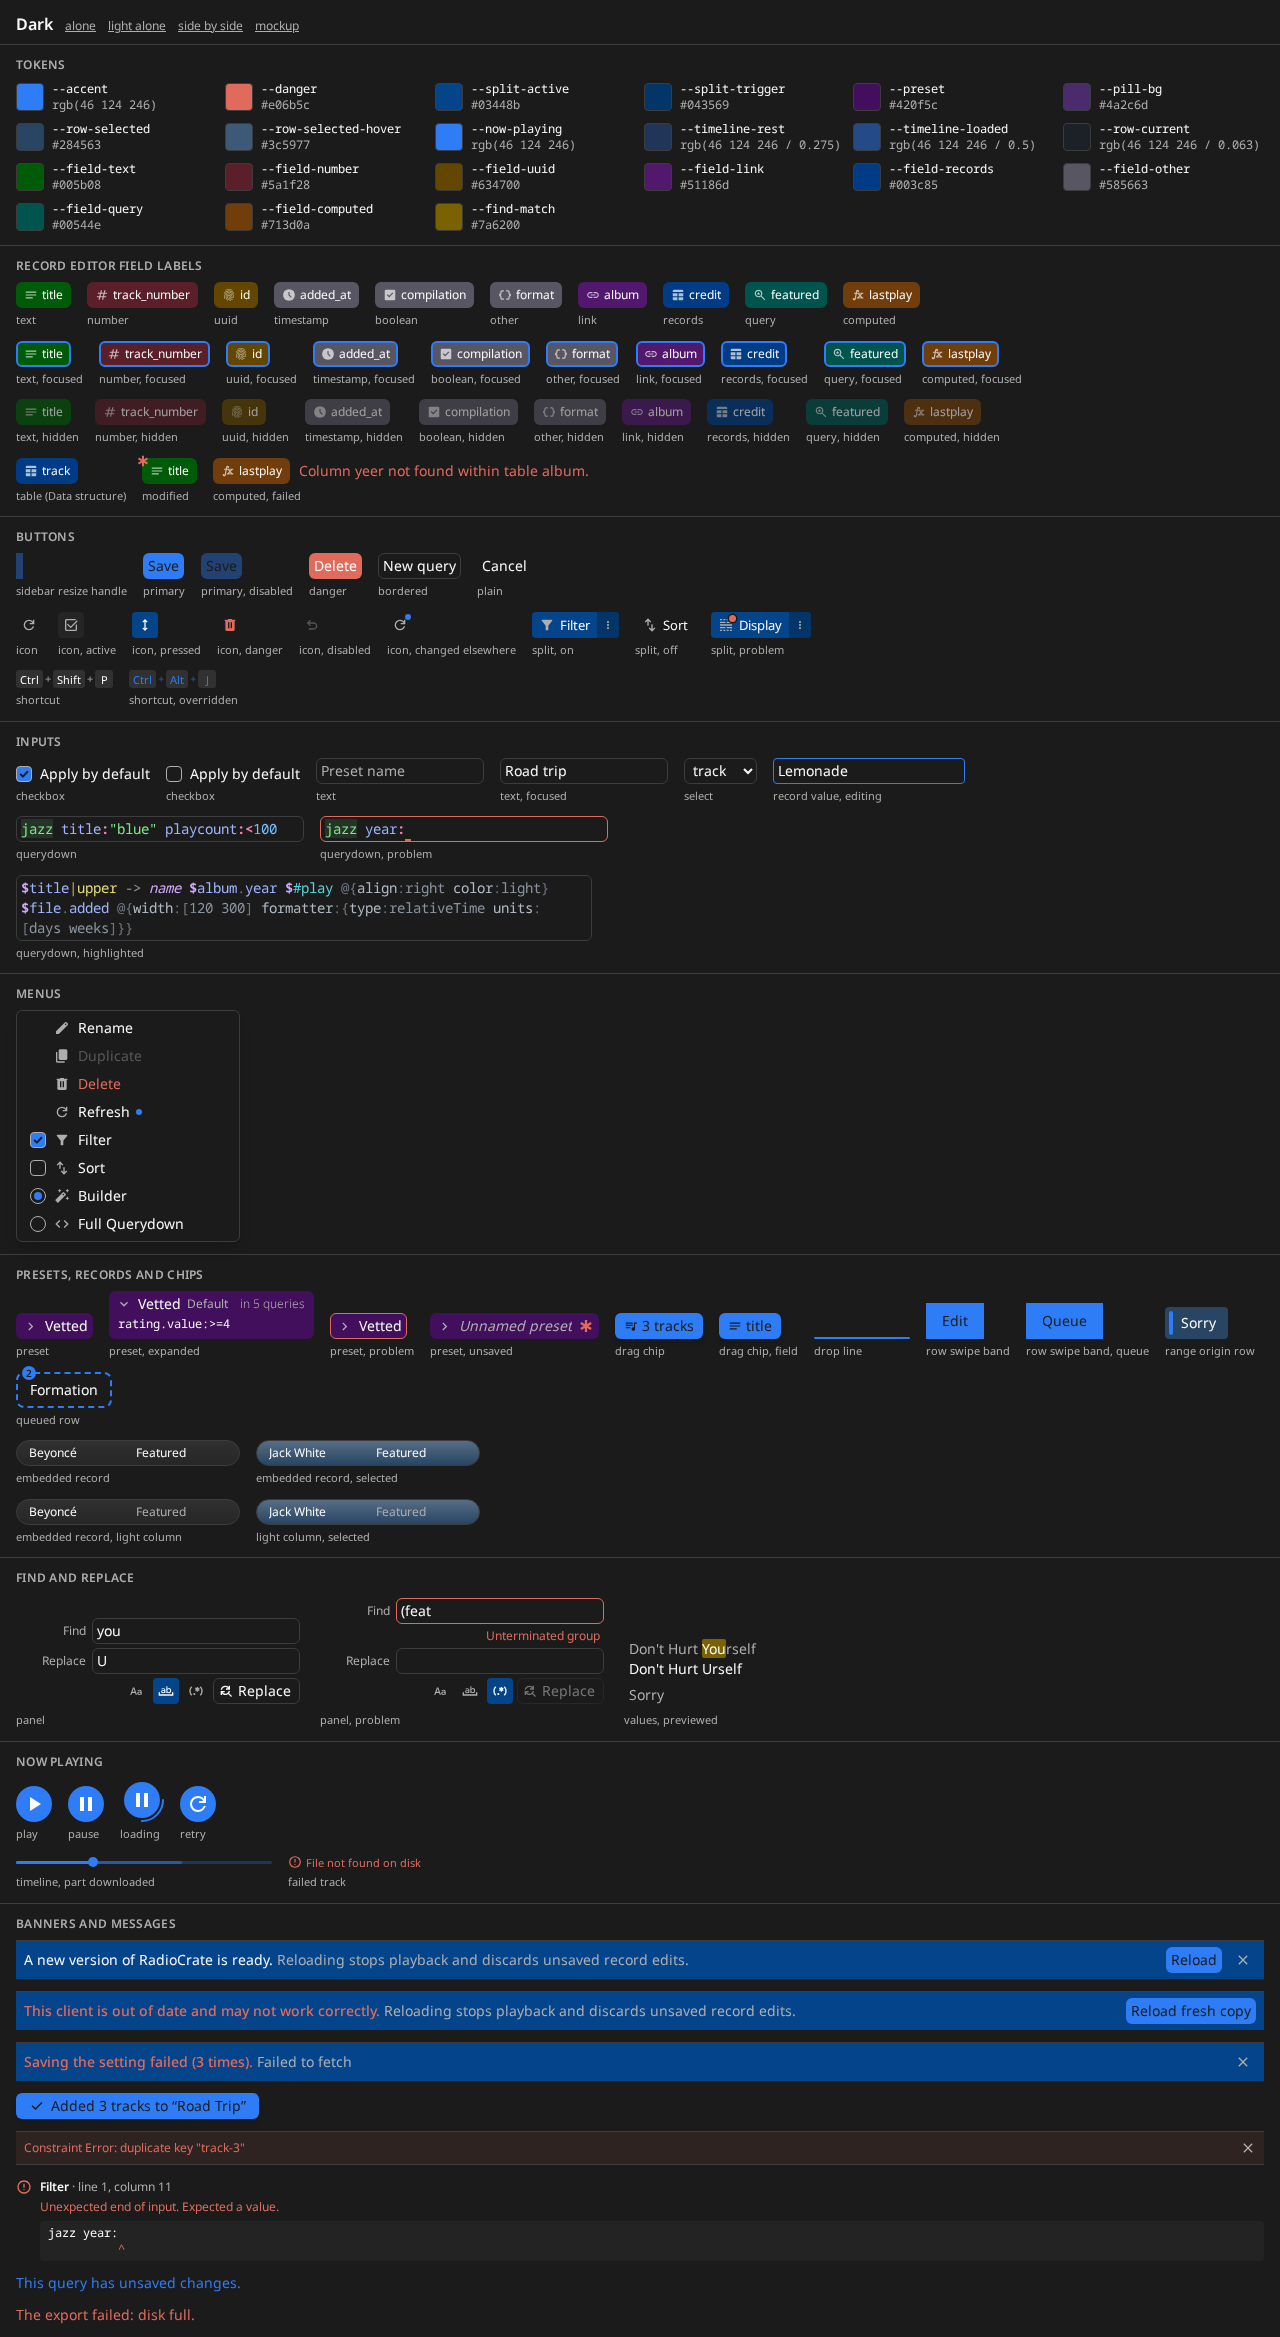 Dark alone light alone side by side mockup
TOKENS
--accent --danger --split-active --split-trigger --preset --pill-bg
rgb(46 124 246) #e06b5c #03448b #043569 #420f5c #4a2c6d
--row-selected --row-selected-hover --now-playing --timeline-rest --timeline-loaded --row-current
#284563 #3c5977 rgb(46 124 246) rgb(46 124 246 / 0.275) rgb(46 124 246 / 0.5) rgb(46 124 246 / 0.063)
--field-text --field-number --field-uuid --field-link --field-records --field-other
#005b08 #5a1f28 #634700 #51186d #003c85 #585663
--field-query --field-computed --find-match
#00544e #713d0a #7a6200
RECORD EDITOR FIELD LABELS
title track_number id added_at compilation format album credit featured lastplay
text number uuid timestamp boolean other link records query computed
title track_number id added_at compilation format album credit featured lastplay
text, focused number, focused uuid, focused timestamp, focused boolean, focused other, focused link, focused records, focused query, focused computed, focused
title track_number id added_at compilation format album credit featured lastplay
text, hidden number, hidden uuid, hidden timestamp, hidden boolean, hidden other, hidden link, hidden records, hidden query, hidden computed, hidden
track * title lastplay Column yeer not found within table album.
table (Data structure) modified computed, failed
BUTTONS
Save Save Delete New query Cancel
sidebar resize handle primary primary, disabled danger bordered plain
Filter Sort Display
icon icon, active icon, pressed icon, danger icon, disabled icon, changed elsewhere split, on split, off split, problem
Ctrl + Shift + P Ctrl + Alt + J
shortcut shortcut, overridden
INPUTS
Apply by default Apply by default Preset name Road trip track Lemonade
checkbox checkbox text text, focused select record value, editing
jazz title:"blue" playcount:<100 jazz year:
querydown querydown, problem
$title|upper -> name $album.year $#play @{align:right color:light}
$file.added @{width:[120 300] formatter:{type:relativeTime units:
[days weeks]}}
querydown, highlighted
MENUS
Rename
Duplicate
Delete
Refresh
Filter
Sort
Builder
Full Querydown
PRESETS, RECORDS AND CHIPS
Vetted Vetted Default in 5 queries Vetted Unnamed preset * 3 tracks title Edit Queue Sorry
rating.value:>=4
preset preset, expanded preset, problem preset, unsaved drag chip drag chip, field drop line row swipe band row swipe band, queue range origin row
2
Formation
queued row
Beyoncé Featured Jack White Featured
embedded record embedded record, selected
Beyoncé Featured Jack White Featured
embedded record, light column light column, selected
FIND AND REPLACE
Find you Find (feat
Unterminated group
Replace U Replace
Don't Hurt Yourself
Don't Hurt Urself
Aa ab (.*) Replace Aa ab (.*) Replace Sorry
panel panel, problem values, previewed
NOW PLAYING
play pause loading retry
File not found on disk
timeline, part downloaded failed track
BANNERS AND MESSAGES
A new version of RadioCrate is ready. Reloading stops playback and discards unsaved record edits. Reload
This client is out of date and may not work correctly. Reloading stops playback and discards unsaved record edits. Reload fresh copy
Saving the setting failed (3 times). Failed to fetch
Added 3 tracks to “Road Trip”
Constraint Error: duplicate key "track-3"
Filter · line 1, column 11
Unexpected end of input. Expected a value.
jazz year:
^
This query has unsaved changes.
The export failed: disk full.